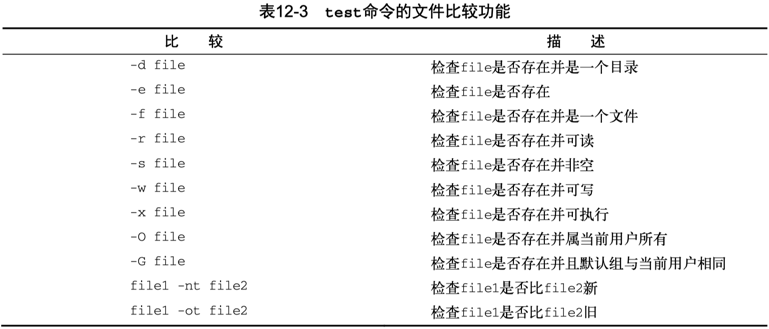 表12-3 test命令的文件比较功能
比 较 描 述
-d file 检查file是否存在并是一个目录
-e file 检查file是否存在
-f file 检查file是否存在并是一个文件
-r file 检查file是否存在并可读
-s file 检查file是否存在并非空
-w file 检查file是否存在并可写
-x file 检查file是否存在并可执行
-O file 检查file是否存在并属当前用户所有
-G file 检查file是否存在并且默认组与当前用户相同
file1 -nt file2 检查file1是否比file2新
file1 -ot file2 检查file1是否比file2旧